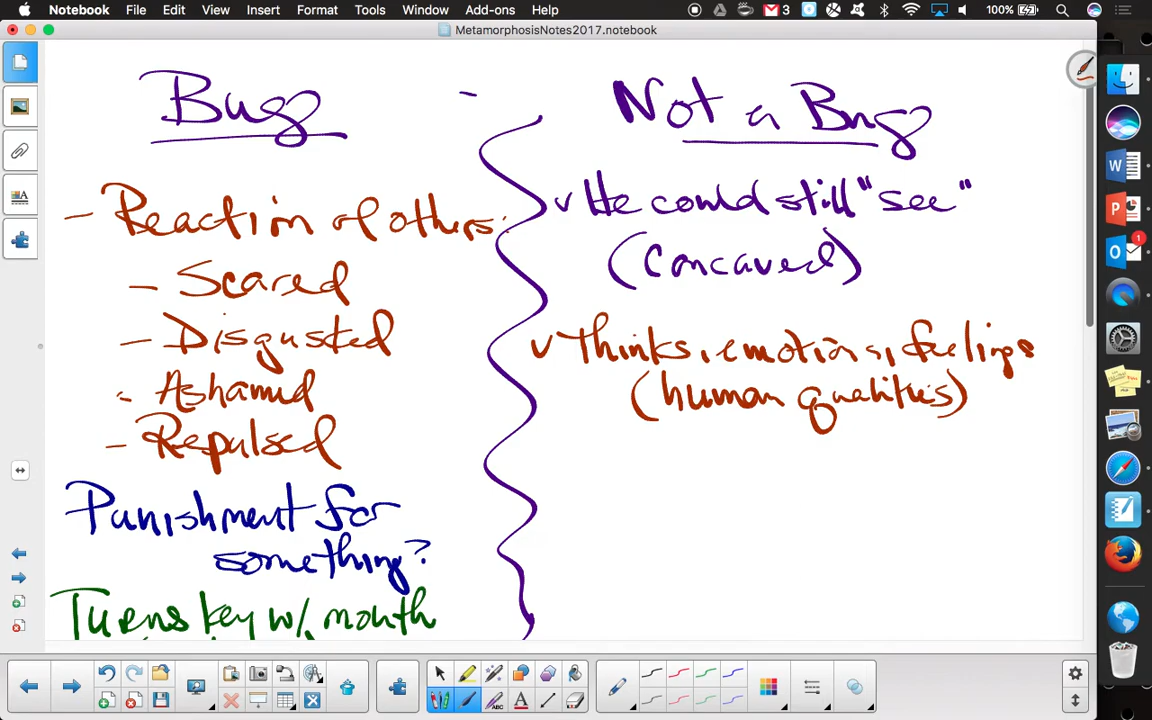 Notebook File Edit Buy View Insert Format Tools Window Add-ons Help 3 100%
MetamorphosisNotes2017.notebook
Bug
Not a Bug
- Reaction of others:
- Scared
- Disgusted
- Ashamed
- Repulsed
Punishment for
something?
Turns key w/ mouth
✓ He could still "see"
(Concaved)
✓ Thinks, emotions, feelings
(human qualities)